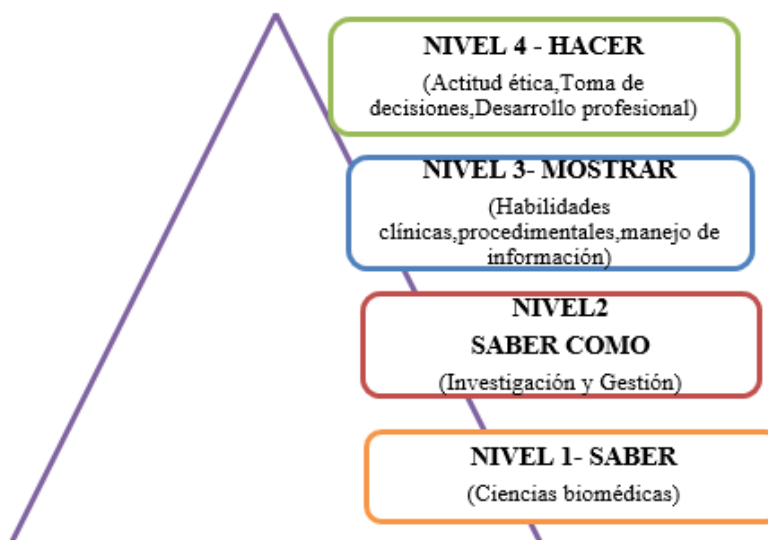 NIVEL 4 - HACER
(Actitud ética,Toma de
decisiones,Desarrollo profesional)
NIVEL 3- MOSTRAR
(Habilidades
clínicas,procedimentales,manejo de
información)
NIVEL2
SABER COMO
(Investigación y Gestión)
NIVEL 1- SABER
(Ciencias biomédicas)